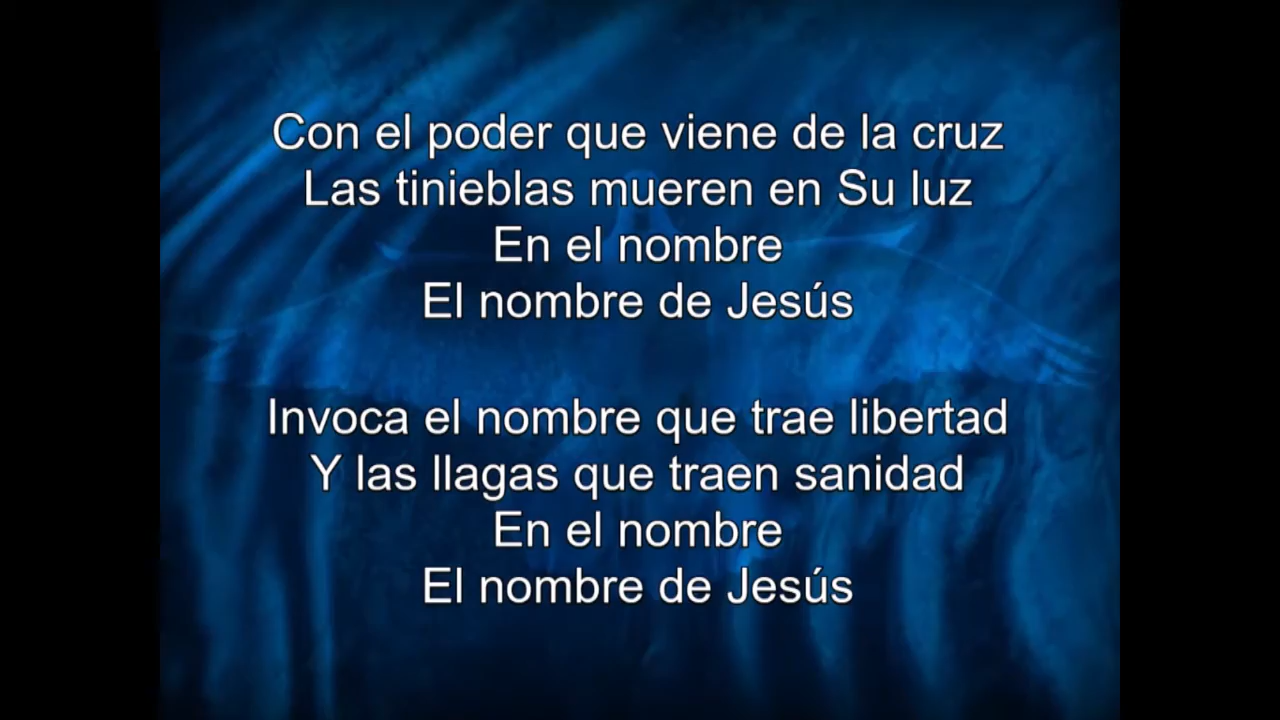 Con el poder que viene de la cruz
Las tinieblas mueren en Su luz
En el nombre
El nombre de Jesús
Invoca el nombre que trae libertad
Y las llagas que traen sanidad
En el nombre
El nombre de Jesús